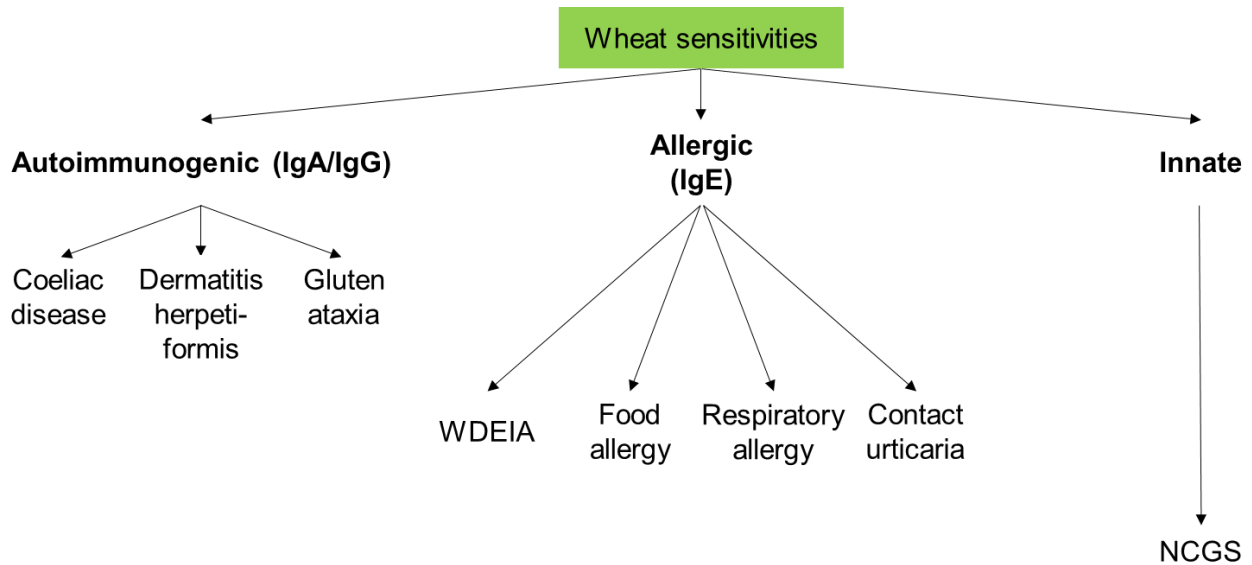 Wheat sensitivities
Autoimmunogenic (IgA/IgG)
Allergic
(IgE)
Innate
Coeliac
disease
Dermatitis
herpeti-
formis
Gluten
ataxia
WDEIA
Food
allergy
Respiratory
allergy
Contact
urticaria
NCGS